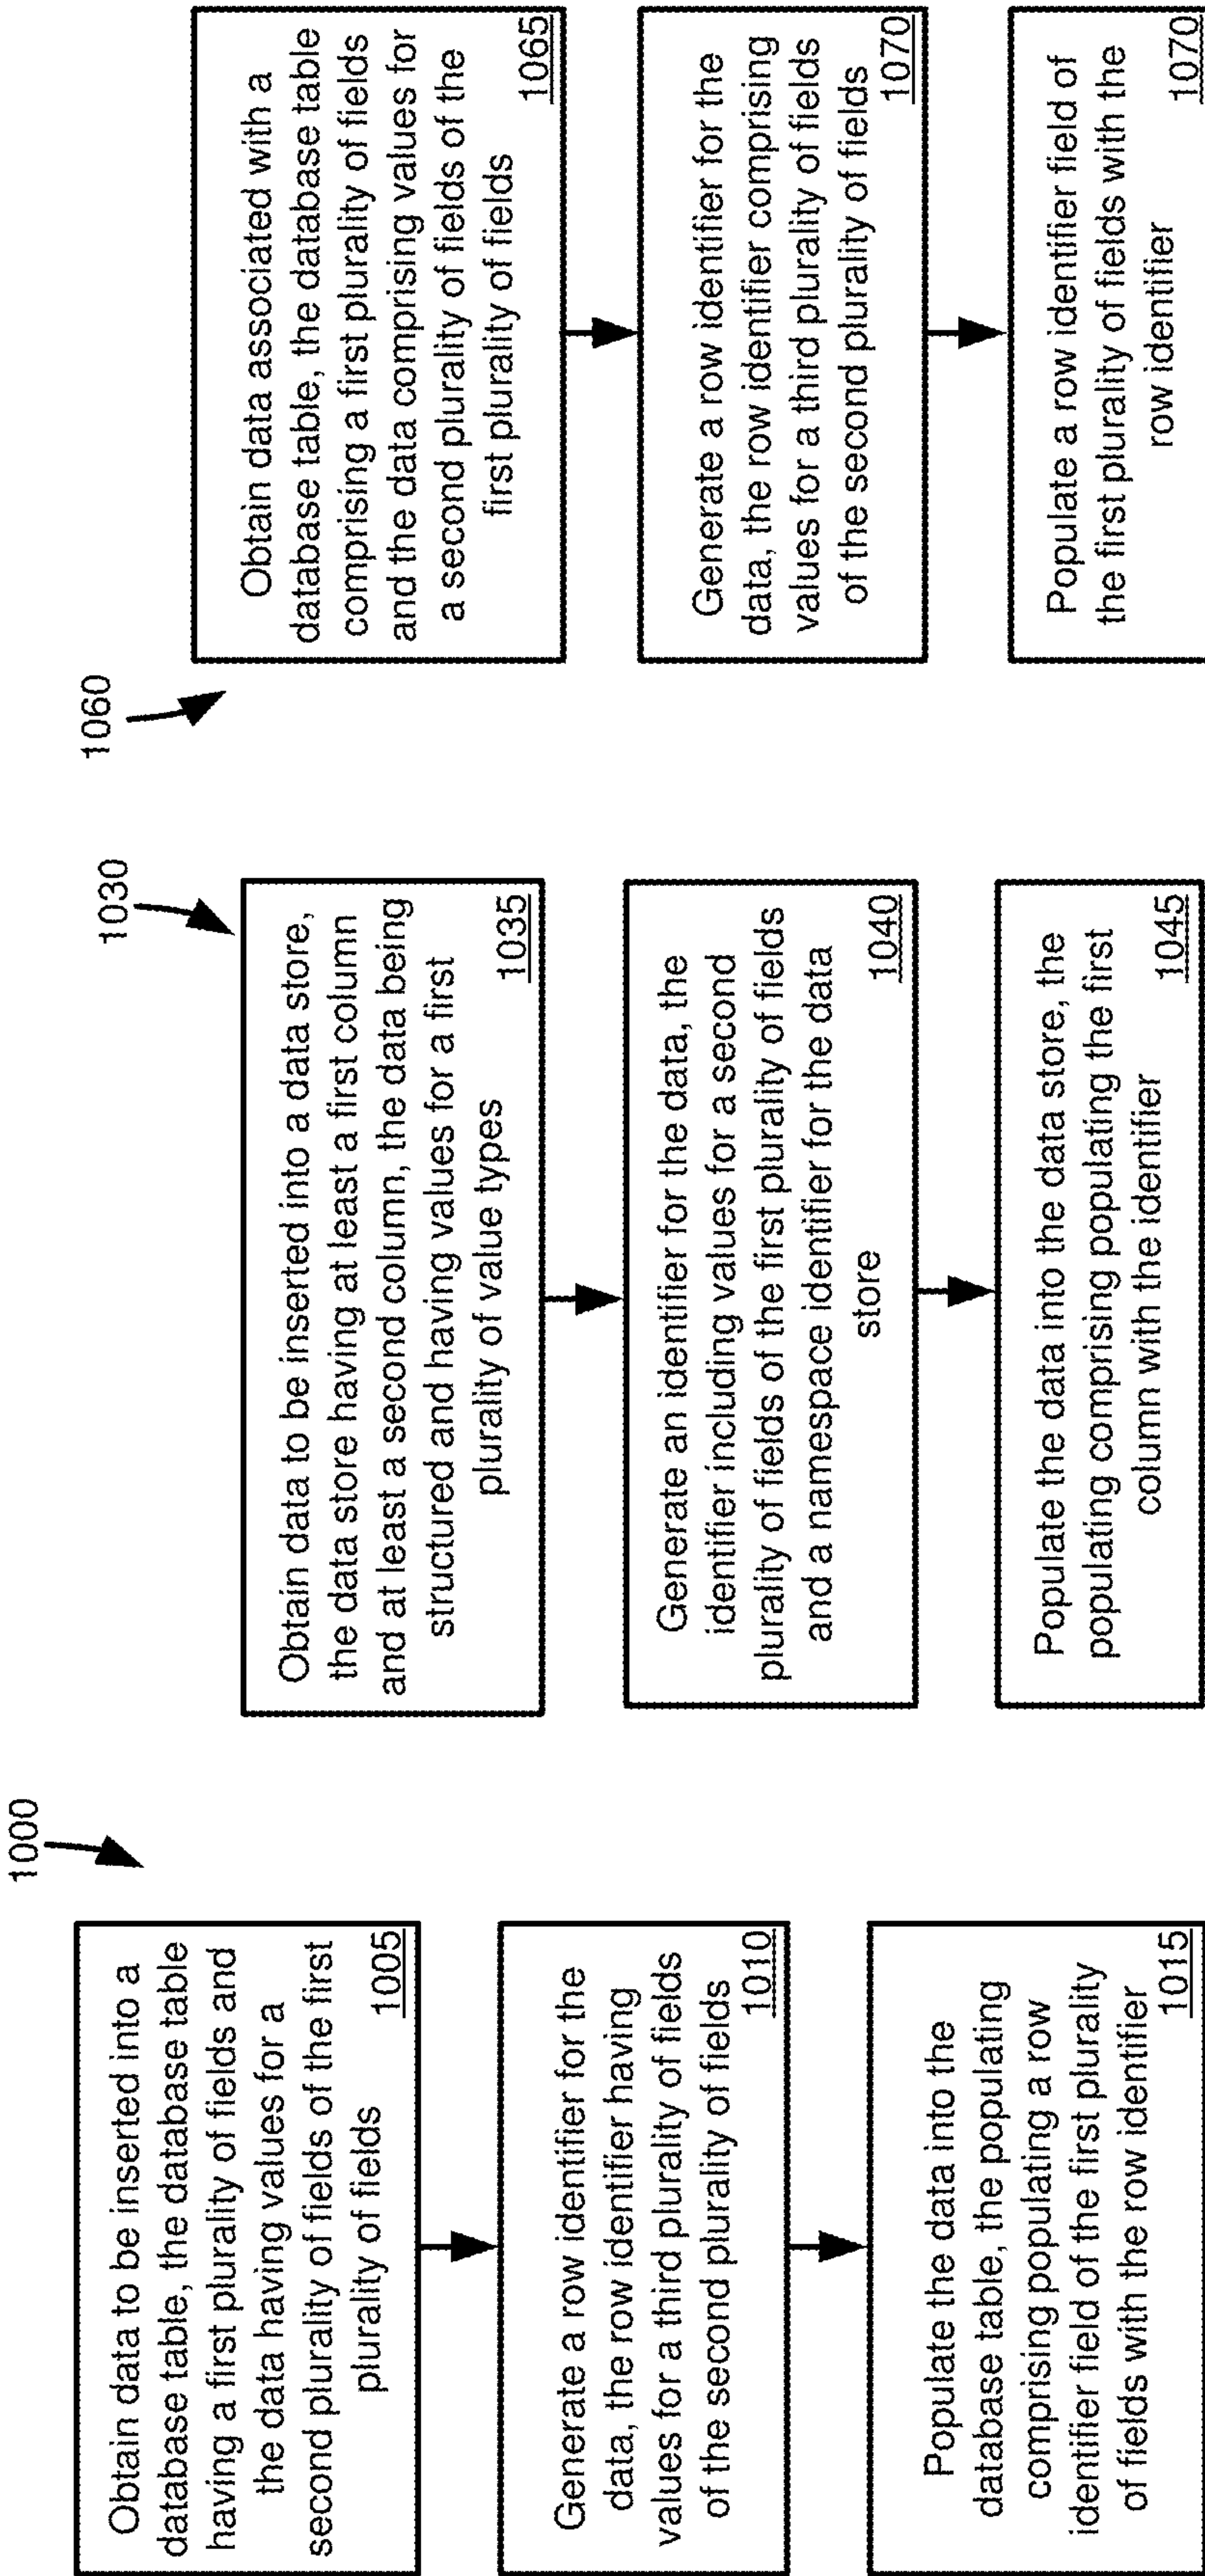 1000
Obtain data to be inserted into a
database table, the database table
having a first plurality of fields and
the data having values for a
second plurality of fields of the first
plurality of fields
1005
Generate a row identifier for the
data, the row identifier having
values for a third plurality of fields
of the second plurality of fields
1010
Populate the data into the
database table, the populating
comprising populating a row
identifier field of the first plurality
of fields with the row identifier
1015
1030
Obtain data to be inserted into a data store,
the data store having at least a first column
and at least a second column, the data being
structured and having values for a first
plurality of value types
1035
Generate an identifier for the data, the
identifier including values for a second
plurality of fields of the first plurality of fields
and a namespace identifier for the data
store
1040
Populate the data into the data store, the
populating comprising populating the first
column with the identifier
1045
1060
Obtain data associated with a
database table, the database table
comprising a first plurality of fields
and the data comprising values for
a second plurality of fields of the
first plurality of fields
1065
Generate a row identifier for the
data, the row identifier comprising
values for a third plurality of fields
of the second plurality of fields
1070
Populate a row identifier field of
the first plurality of fields with the
row identifier
1070